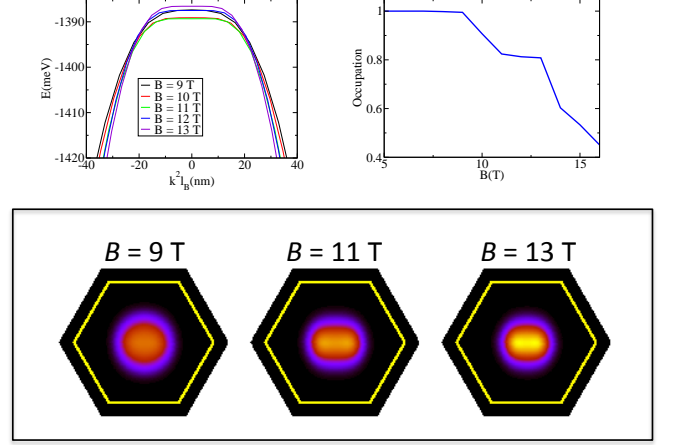 -1390
-1400
-1410
-1420
E(meV)
B = 9 T
B = 10 T
B = 11 T
B = 12 T
B = 13 T
-40 -20 0 20 40
k²l_B(nm)
1
0.8
0.6
0.4
Occupation
5 10 15
B(T)
B = 9 T B = 11 T B = 13 T